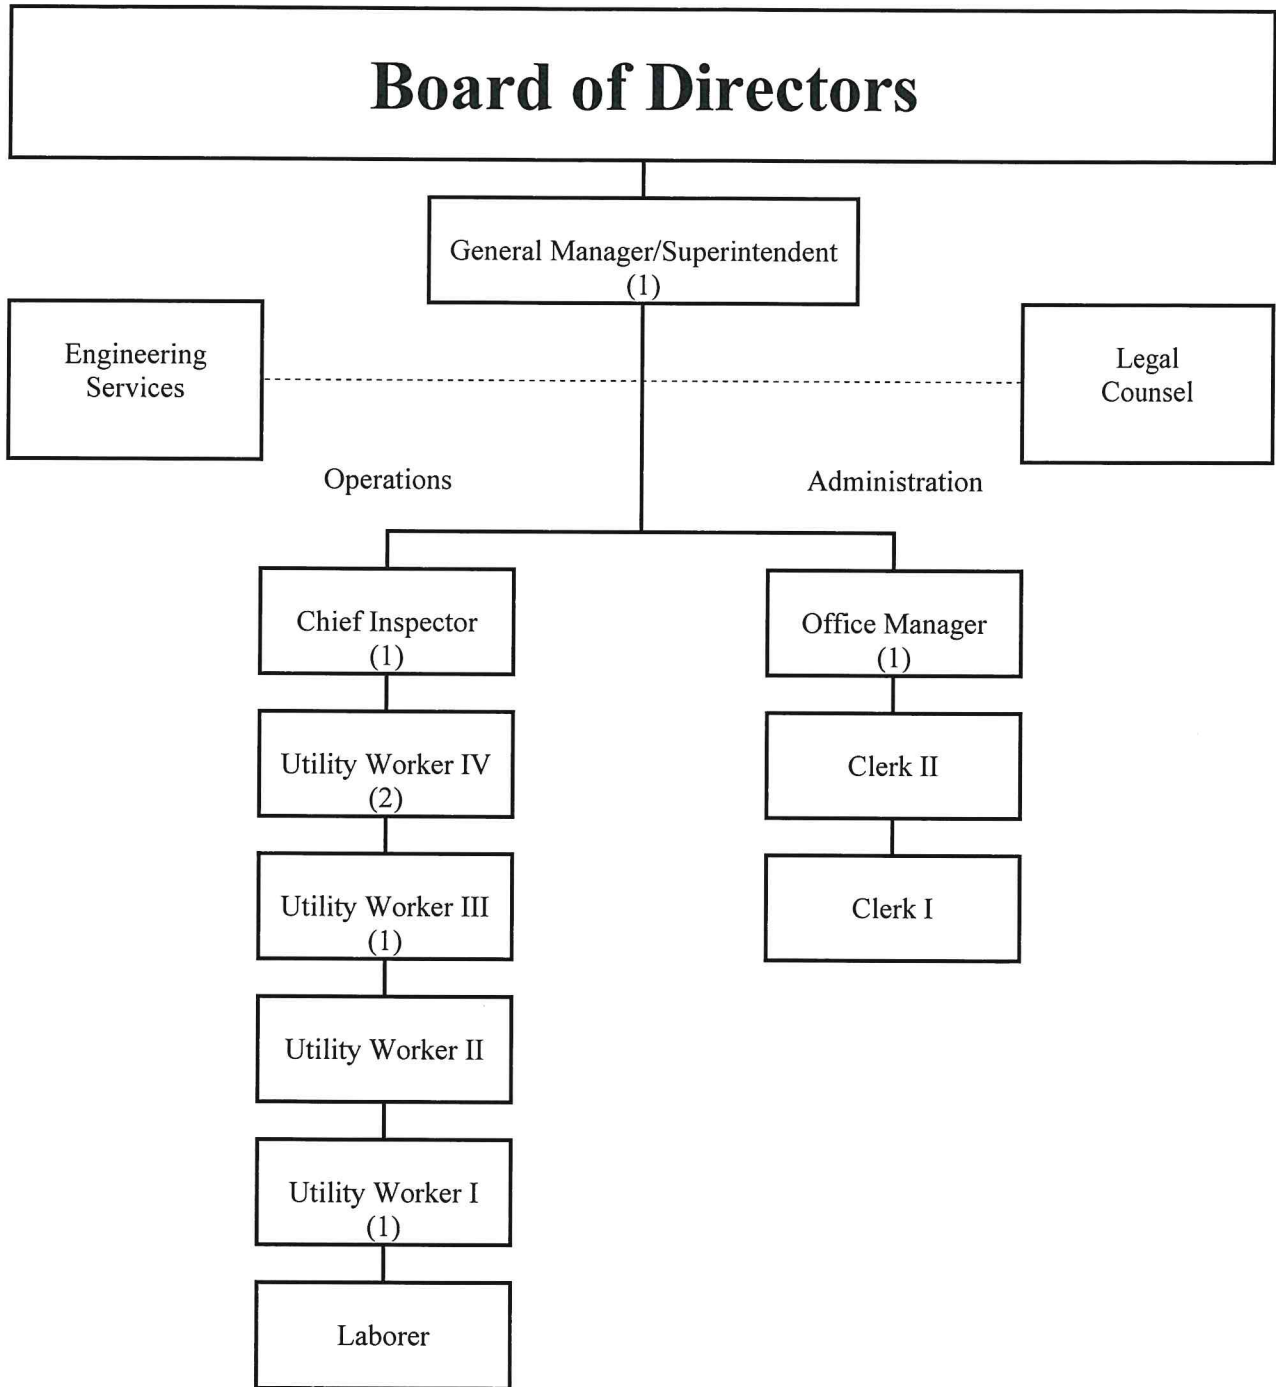 Board of Directors
General Manager/Superintendent
(1)
Engineering
Services
Legal
Counsel
Operations
Administration
Chief Inspector
(1)
Office Manager
(1)
Utility Worker IV
(2)
Clerk II
Utility Worker III
(1)
Clerk I
Utility Worker II
Utility Worker I
(1)
Laborer